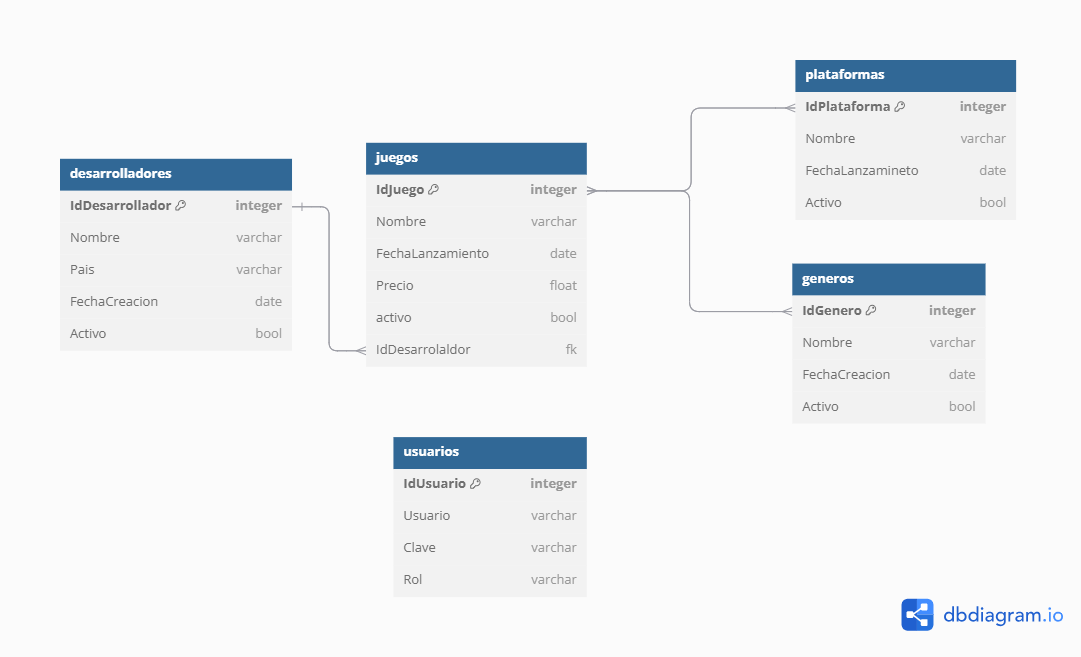 desarrolladores
IdDesarrollador integer
Nombre varchar
Pais varchar
FechaCreacion date
Activo bool
juegos
IdJuego integer
Nombre varchar
FechaLanzamiento date
Precio float
activo bool
IdDesarrolaldor fk
plataformas
IdPlataforma integer
Nombre varchar
FechaLanzamineto date
Activo bool
generos
IdGenero integer
Nombre varchar
FechaCreacion date
Activo bool
usuarios
IdUsuario integer
Usuario varchar
Clave varchar
Rol varchar
dbdiagram.io